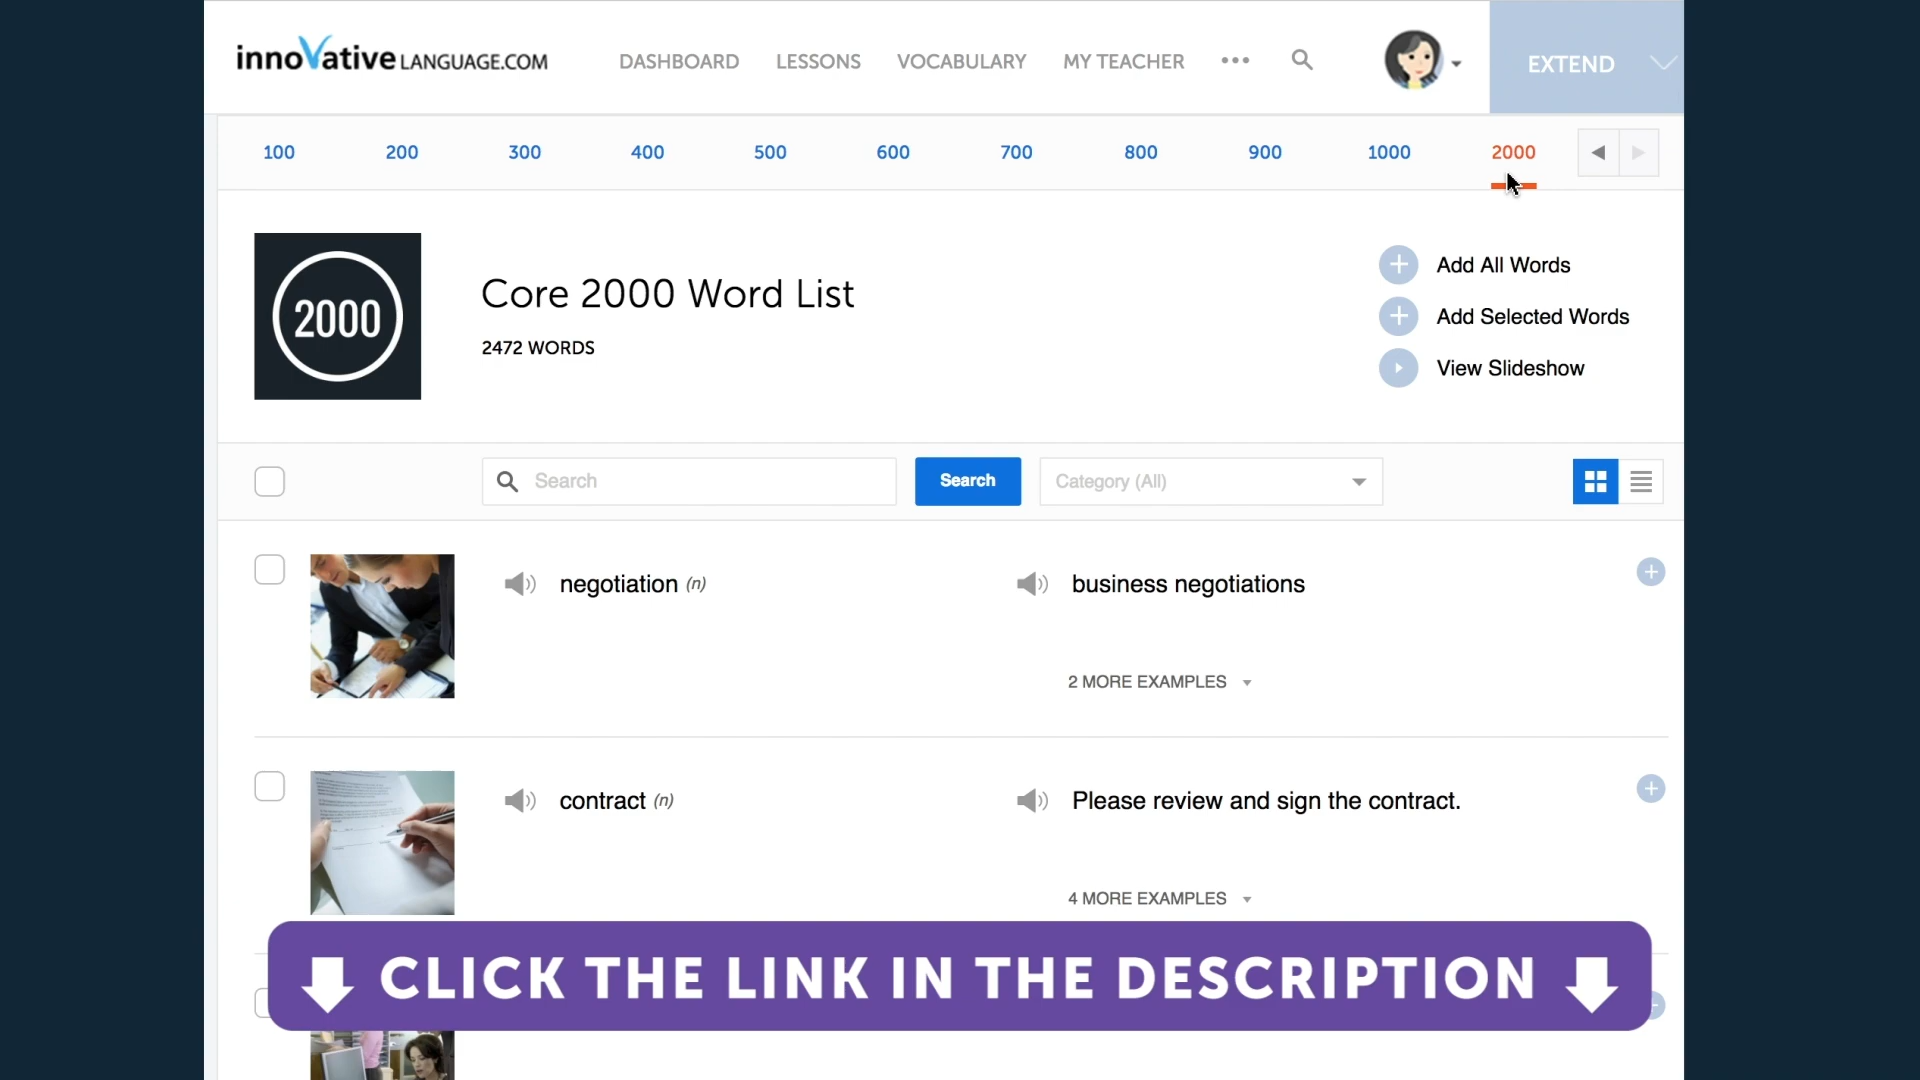 innoVative LANGUAGE.COM DASHBOARD LESSONS VOCABULARY MY TEACHER EXTEND
100 200 300 400 500 600 700 800 900 1000 2000
2000
Core 2000 Word List
2472 WORDS
Add All Words
Add Selected Words
View Slideshow
Search Search Category (All)
negotiation (n) business negotiations
2 MORE EXAMPLES
contract (n) Please review and sign the contract.
4 MORE EXAMPLES
CLICK THE LINK IN THE DESCRIPTION